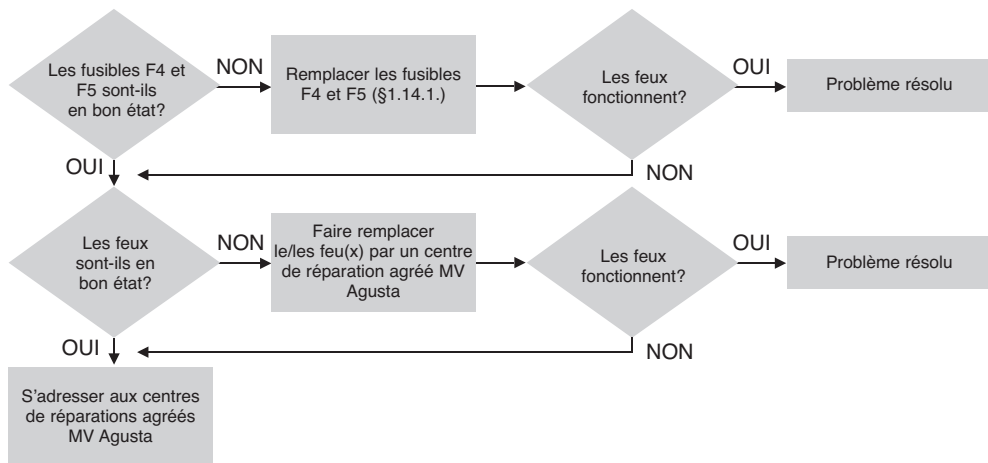 Les fusibles F4 et
F5 sont-ils
en bon état?
NON
Remplacer les fusibles
F4 et F5 (§1.14.1.)
Les feux
fonctionnent?
OUI
Problème résolu
OUI
NON
Les feux
sont-ils en
bon état?
NON
Faire remplacer
le/les feu(x) par un centre
de réparation agréé MV
Agusta
Les feux
fonctionnent?
OUI
Problème résolu
OUI
NON
S'adresser aux centres
de réparations agréés
MV Agusta